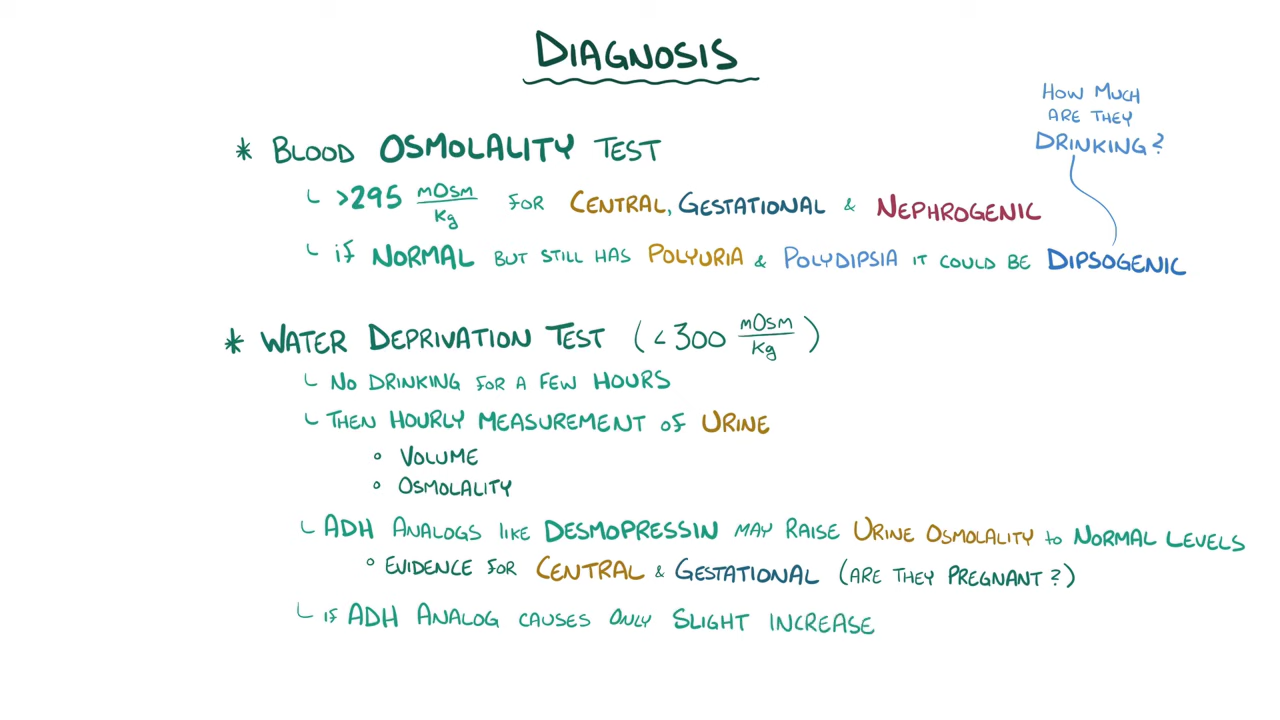 DIAGNOSIS
HOW MUCH
ARE THEY
DRINKING?
* BLOOD OSMOLALITY TEST
>295 mOsm/Kg FOR CENTRAL, GESTATIONAL & NEPHROGENIC
if NORMAL BUT STILL HAS POLYURIA & POLYDIPSIA IT COULD BE DIPSOGENIC
* WATER DEPRIVATION TEST (<300 mOsm/Kg)
NO DRINKING FOR A FEW HOURS
THEN HOURLY MEASUREMENT OF URINE
° VOLUME
° OSMOLALITY
ADH ANALOGS LIKE DESMOPRESSIN MAY RAISE URINE OSMOLALITY to NORMAL LEVELS
° EVIDENCE FOR CENTRAL & GESTATIONAL (ARE THEY PREGNANT?)
if ADH ANALOG CAUSES ONLY SLIGHT INCREASE